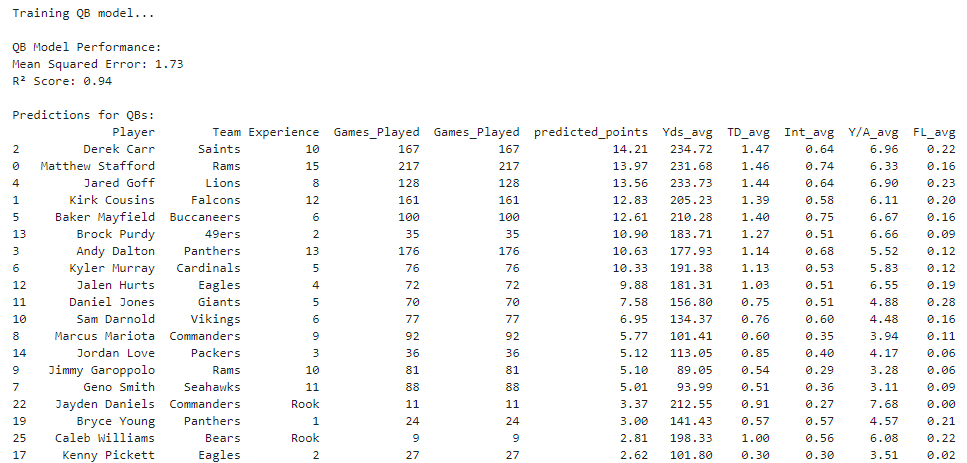 Training QB model...
QB Model Performance:
Mean Squared Error: 1.73
R² Score: 0.94
Predictions for QBs:
Player Team Experience Games_Played Games_Played predicted_points Yds_avg TD_avg Int_avg Y/A_avg FL_avg
2 Derek Carr Saints 10 167 167 14.21 234.72 1.47 0.64 6.96 0.22
0 Matthew Stafford Rams 15 217 217 13.97 231.68 1.46 0.74 6.33 0.16
4 Jared Goff Lions 8 128 128 13.56 233.73 1.44 0.64 6.90 0.23
1 Kirk Cousins Falcons 12 161 161 12.83 205.23 1.39 0.58 6.11 0.20
5 Baker Mayfield Buccaneers 6 100 100 12.61 210.28 1.40 0.75 6.67 0.16
13 Brock Purdy 49ers 2 35 35 10.90 183.71 1.27 0.51 6.66 0.09
3 Andy Dalton Panthers 13 176 176 10.63 177.93 1.14 0.68 5.52 0.12
6 Kyler Murray Cardinals 5 76 76 10.33 191.38 1.13 0.53 5.83 0.12
12 Jalen Hurts Eagles 4 72 72 9.88 181.31 1.03 0.51 6.55 0.19
11 Daniel Jones Giants 5 70 70 7.58 156.80 0.75 0.51 4.88 0.28
10 Sam Darnold Vikings 6 77 77 6.95 134.37 0.76 0.60 4.48 0.16
8 Marcus Mariota Commanders 9 92 92 5.77 101.41 0.60 0.35 3.94 0.11
14 Jordan Love Packers 3 36 36 5.12 113.05 0.85 0.40 4.17 0.06
9 Jimmy Garoppolo Rams 10 81 81 5.10 89.05 0.54 0.29 3.28 0.06
7 Geno Smith Seahawks 11 88 88 5.01 93.99 0.51 0.36 3.11 0.09
22 Jayden Daniels Commanders Rook 11 11 3.37 212.55 0.91 0.27 7.68 0.00
19 Bryce Young Panthers 1 24 24 3.00 141.43 0.57 0.57 4.57 0.21
25 Caleb Williams Bears Rook 9 9 2.81 198.33 1.00 0.56 6.08 0.22
17 Kenny Pickett Eagles 2 27 27 2.62 101.80 0.30 0.30 3.51 0.02